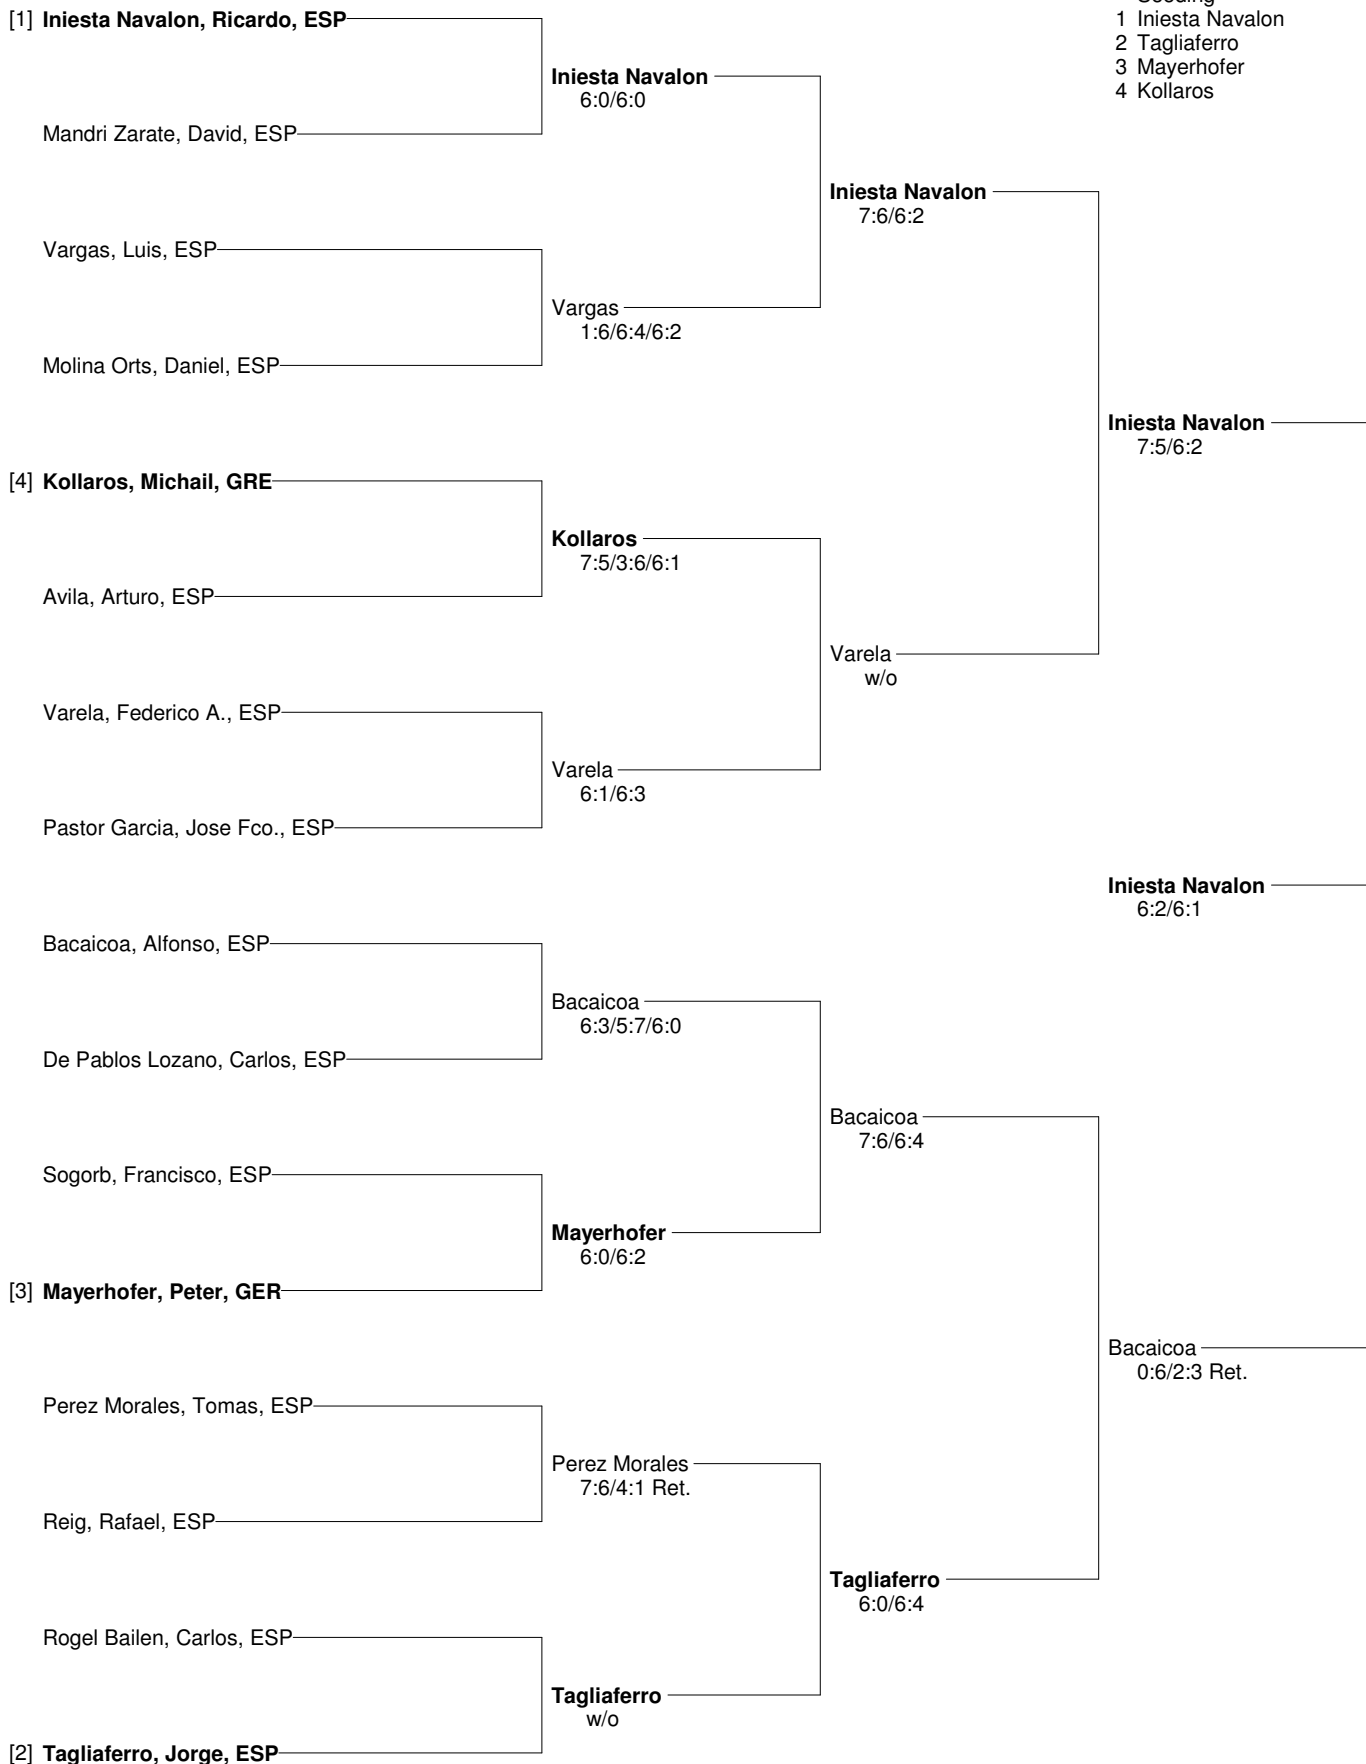 Seeding
[1] Iniesta Navalon, Ricardo, ESP
1 Iniesta Navalon
2 Tagliaferro
3 Mayerhofer
4 Kollaros
Iniesta Navalon
6:0/6:0
Mandri Zarate, David, ESP
Iniesta Navalon
7:6/6:2
Vargas, Luis, ESP
Vargas
1:6/6:4/6:2
Molina Orts, Daniel, ESP
Iniesta Navalon
7:5/6:2
[4] Kollaros, Michail, GRE
Kollaros
7:5/3:6/6:1
Avila, Arturo, ESP
Varela
w/o
Varela, Federico A., ESP
Varela
6:1/6:3
Pastor Garcia, Jose Fco., ESP
Iniesta Navalon
6:2/6:1
Bacaicoa, Alfonso, ESP
Bacaicoa
6:3/5:7/6:0
De Pablos Lozano, Carlos, ESP
Bacaicoa
7:6/6:4
Sogorb, Francisco, ESP
Mayerhofer
6:0/6:2
[3] Mayerhofer, Peter, GER
Bacaicoa
0:6/2:3 Ret.
Perez Morales, Tomas, ESP
Perez Morales
7:6/4:1 Ret.
Reig, Rafael, ESP
Tagliaferro
6:0/6:4
Rogel Bailen, Carlos, ESP
Tagliaferro
w/o
[2] Tagliaferro, Jorge, ESP